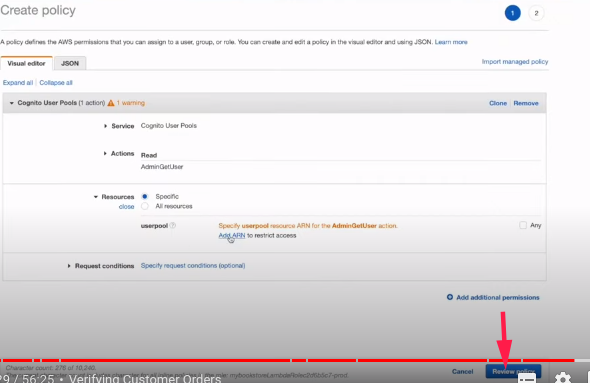 Create policy
1 2
A policy defines the AWS permissions that you can assign to a user, group, or role. You can create and edit a policy in the visual editor and using JSON. Learn more
Visual editor JSON Import managed policy
Expand all | Collapse all
Cognito User Pools (1 action) 1 warning Clone Remove
Service Cognito User Pools
Actions Read
AdminGetUser
Resources Specific
close All resources
userpool Specify userpool resource ARN for the AdminGetUser action. Any
Add ARN to restrict access
Request conditions Specify request conditions (optional)
Add additional permissions
Character count: 276 of 10,240.
Cancel Review policy
29 / 56:25 • Verifying Customer Orders